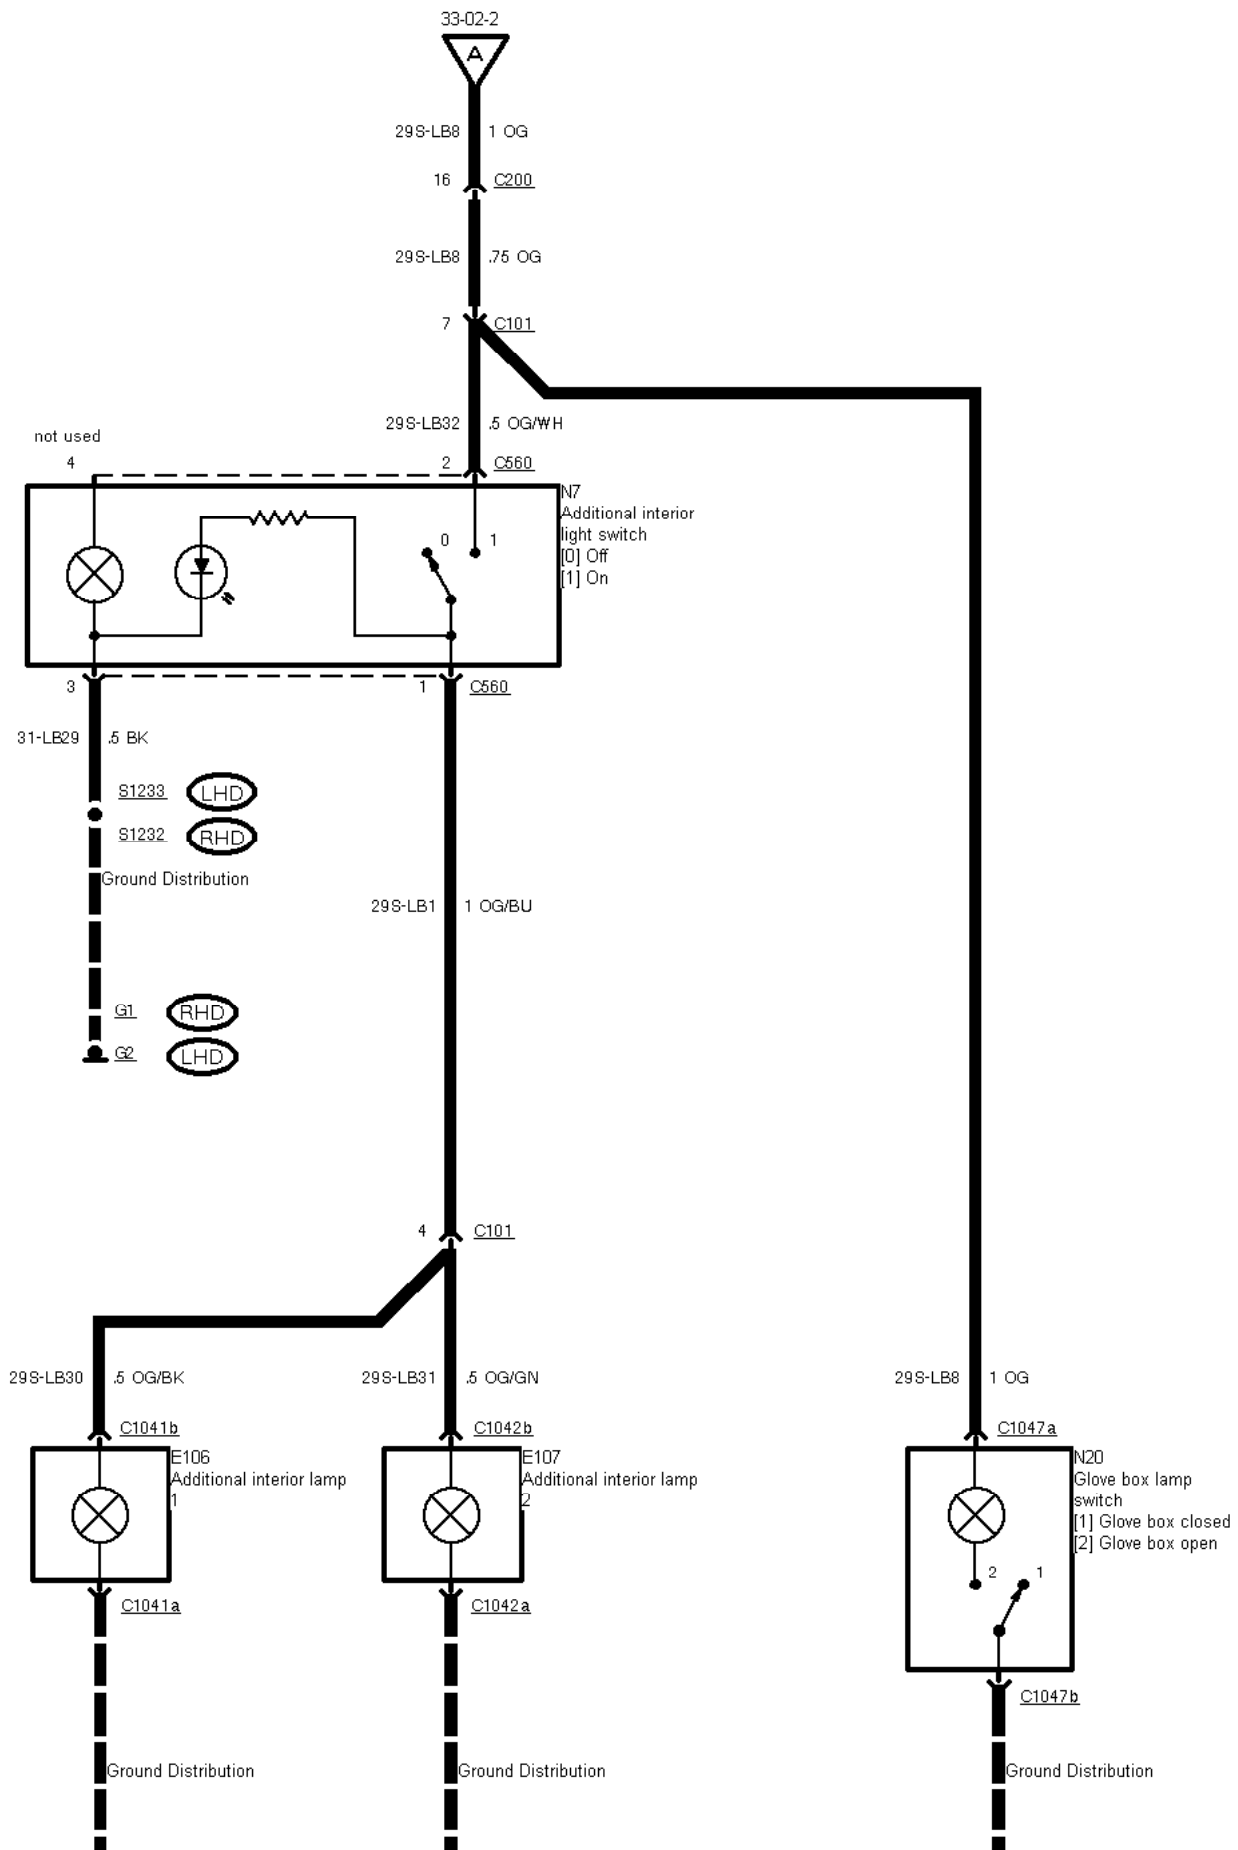 33-02-2
A
29S-LB8 1 OG
16 C200
29S-LB8 .75 OG
7 C101
29S-LB32 .5 OG/WH
not used
4 2 C560
N7
Additional interior
light switch
[0] Off
[1] On
0 1
3 1 C560
31-LB29 .5 BK
S1233 LHD
S1232 RHD
Ground Distribution
29S-LB1 1 OG/BU
G1 RHD
G2 LHD
4 C101
29S-LB30 .5 OG/BK 29S-LB31 .5 OG/GN 29S-LB8 1 OG
C1041b C1042b C1047a
E106
Additional interior lamp
1
E107
Additional interior lamp
2
N20
Glove box lamp
switch
[1] Glove box closed
[2] Glove box open
2 1
C1041a C1042a
C1047b
Ground Distribution Ground Distribution Ground Distribution